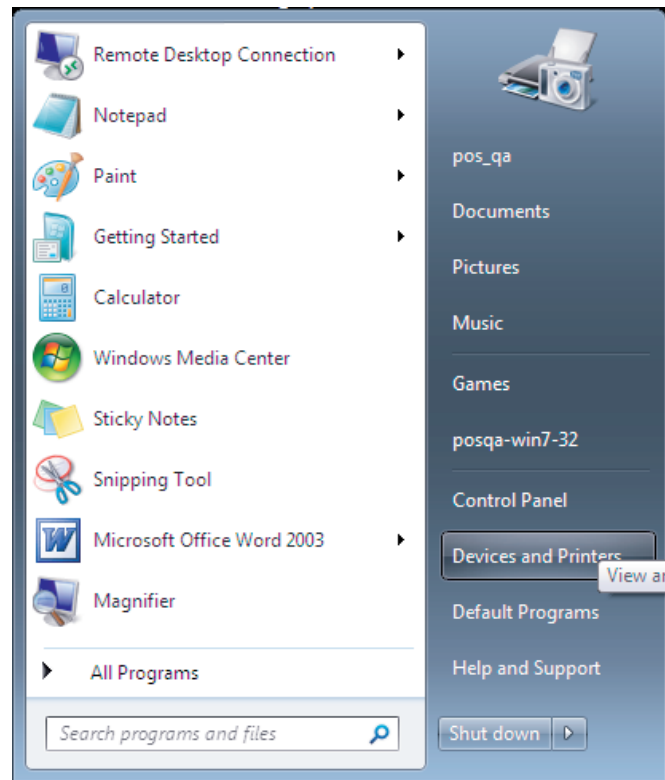 Remote Desktop Connection
Notepad
Paint
Getting Started
Calculator
Windows Media Center
Sticky Notes
Snipping Tool
Microsoft Office Word 2003
Magnifier
All Programs
Search programs and files
pos_qa
Documents
Pictures
Music
Games
posqa-win7-32
Control Panel
Devices and Printers
View
Default Programs
Help and Support
Shut down